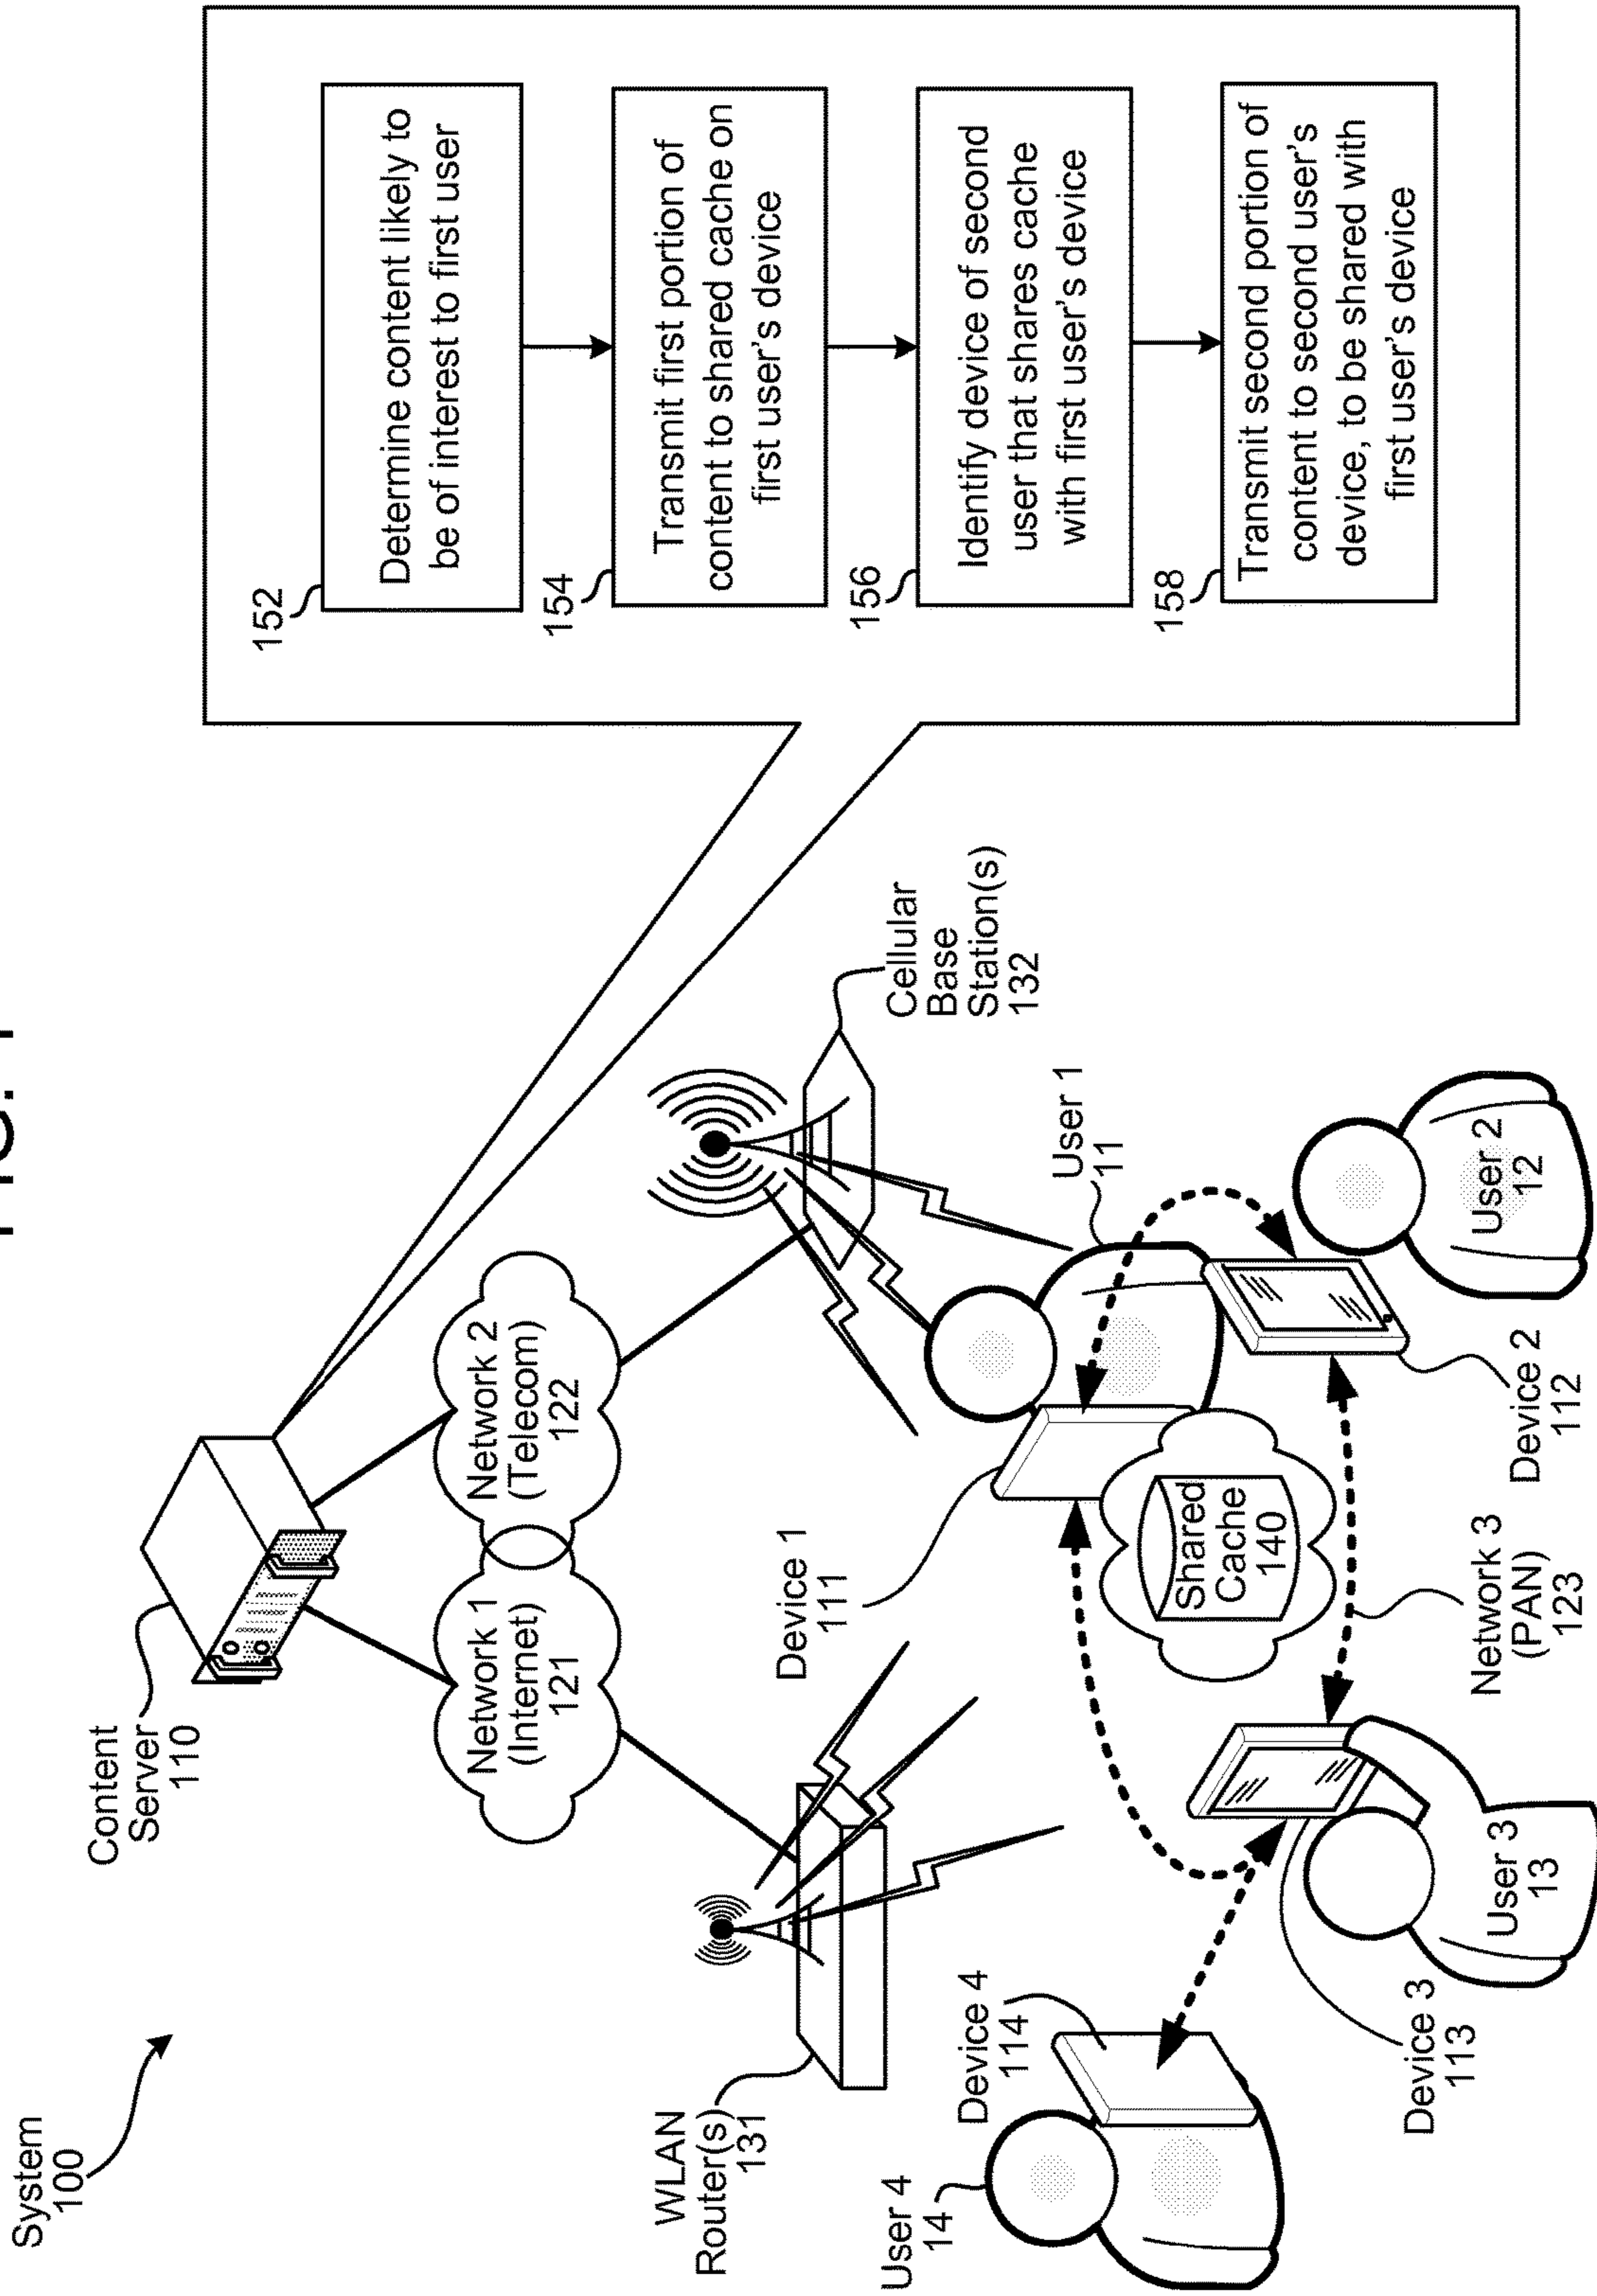 FIG. 1
System
100
Content
Server
110
Network 1
(Internet)
121
Network 2
(Telecom)
122
WLAN
Router(s)
131
Cellular
Base
Station(s)
132
User 4
14
Device 4
114
Device 1
111
User 1
11
Shared
Cache
140
Device 3
113
User 3
13
Network 3
(PAN)
123
Device 2
112
User 2
12
152
Determine content likely to
be of interest to first user
154
Transmit first portion of
content to shared cache on
first user's device
156
Identify device of second
user that shares cache
with first user's device
158
Transmit second portion of
content to second user's
device, to be shared with
first user's device